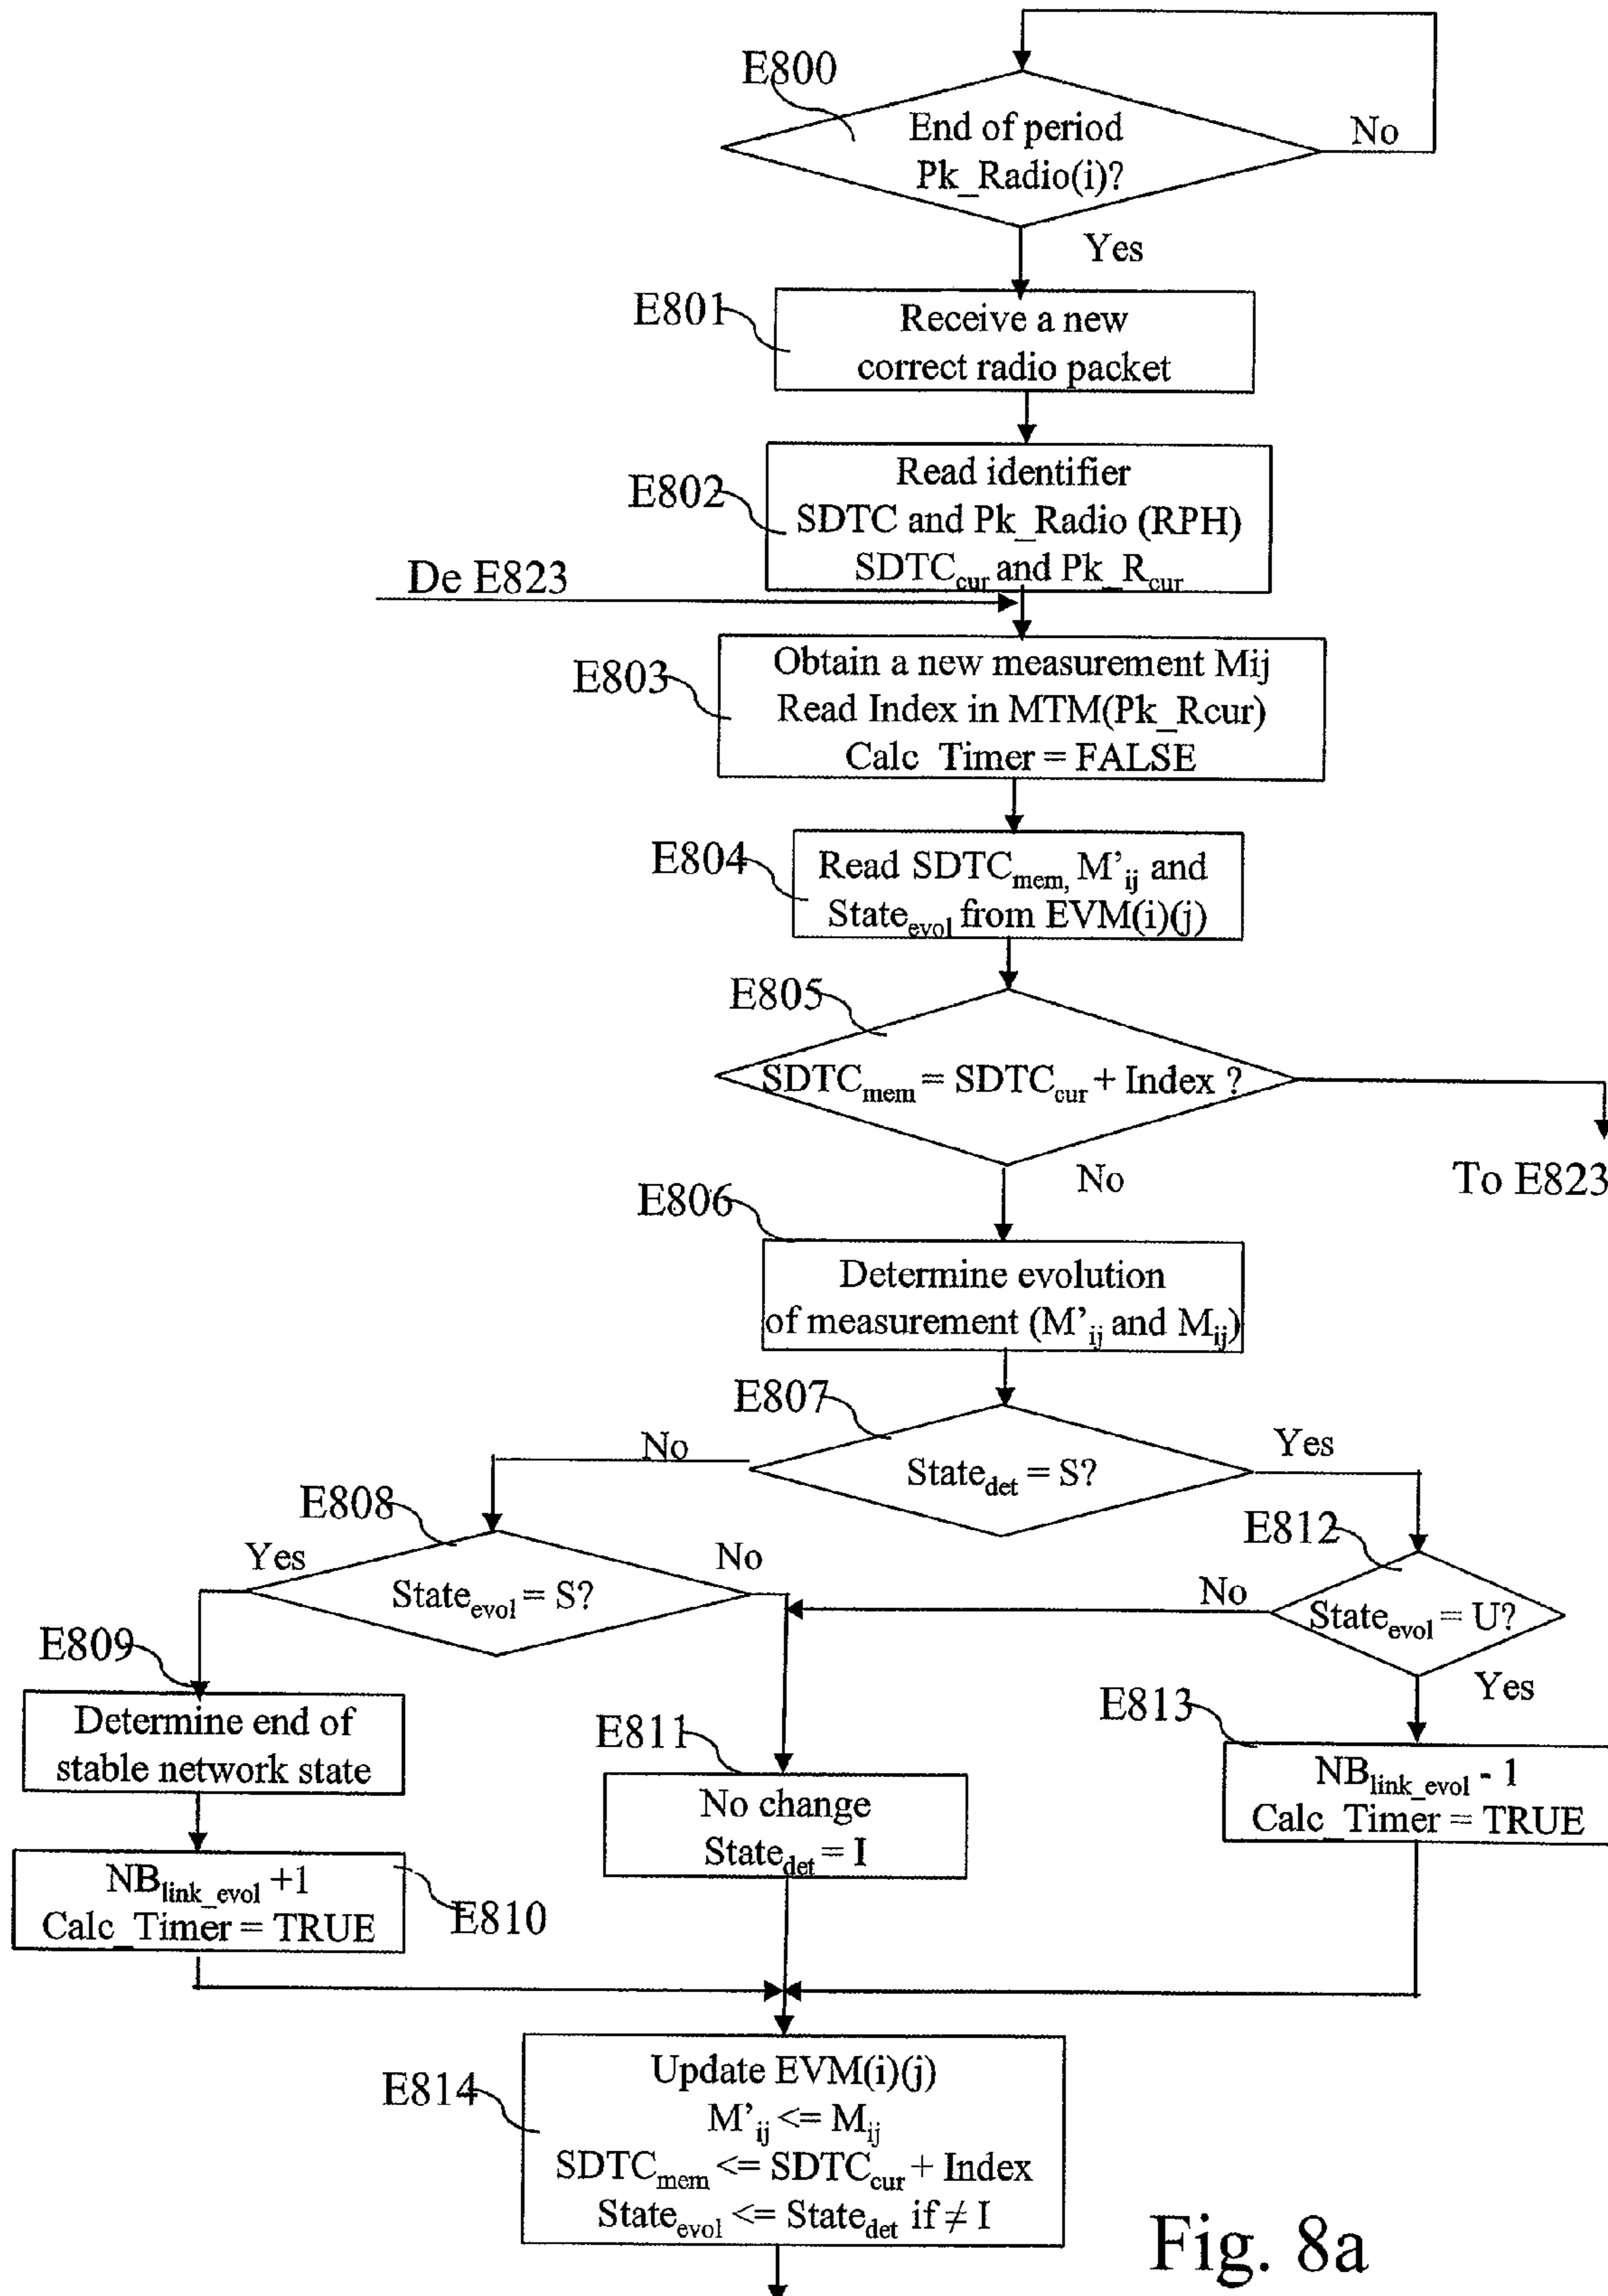 E800
End of period
Pk_Radio(i)?
No
Yes
E801
Receive a new
correct radio packet
E802
Read identifier
SDTC and Pk_Radio (RPH)
SDTCcur and Pk_Rcur
De E823
E803
Obtain a new measurement Mij
Read Index in MTM(Pk_Rcur)
Calc_Timer = FALSE
E804
Read SDTCmem, M'ij and
Stateevol from EVM(i)(j)
E805
SDTCmem = SDTCcur + Index ?
To E823
No
E806
Determine evolution
of measurement (M'ij and Mij)
E807
No
Statedet = S?
Yes
E808
Yes
Stateevol = S?
No
E812
No
Stateevol = U?
Yes
E809
Determine end of
stable network state
E811
No change
Statedet = I
E813
NBlink_evol - 1
Calc_Timer = TRUE
NBlink_evol +1
Calc_Timer = TRUE
E810
E814
Update EVM(i)(j)
M'ij <= Mij
SDTCmem <= SDTCcur + Index
Stateevol <= Statedet if ≠ I
Fig. 8a